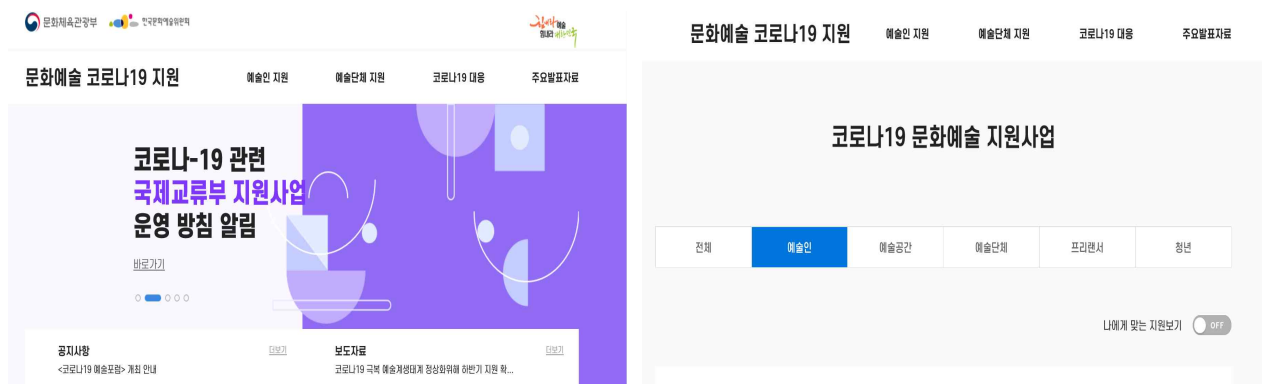 문화체육관광부 한국문화예술위원회
문화예술 코로나19 지원 예술인 지원 예술단체 지원 코로나19 대응 주요발표자료
코로나-19 관련
국제교류부 지원사업
운영 방침 알림
바로가기
공지사항 더보기
<코로나19 예술포럼> 개최 안내
보도자료 더보기
코로나19 극복 예술계생태계 정상화위해 하반기 지원 확...
문화예술 코로나19 지원 예술인 지원 예술단체 지원 코로나19 대응 주요발표자료
코로나19 문화예술 지원사업
전체 예술인 예술공간 예술단체 프리랜서 청년
나에게 맞는 지원보기 OFF